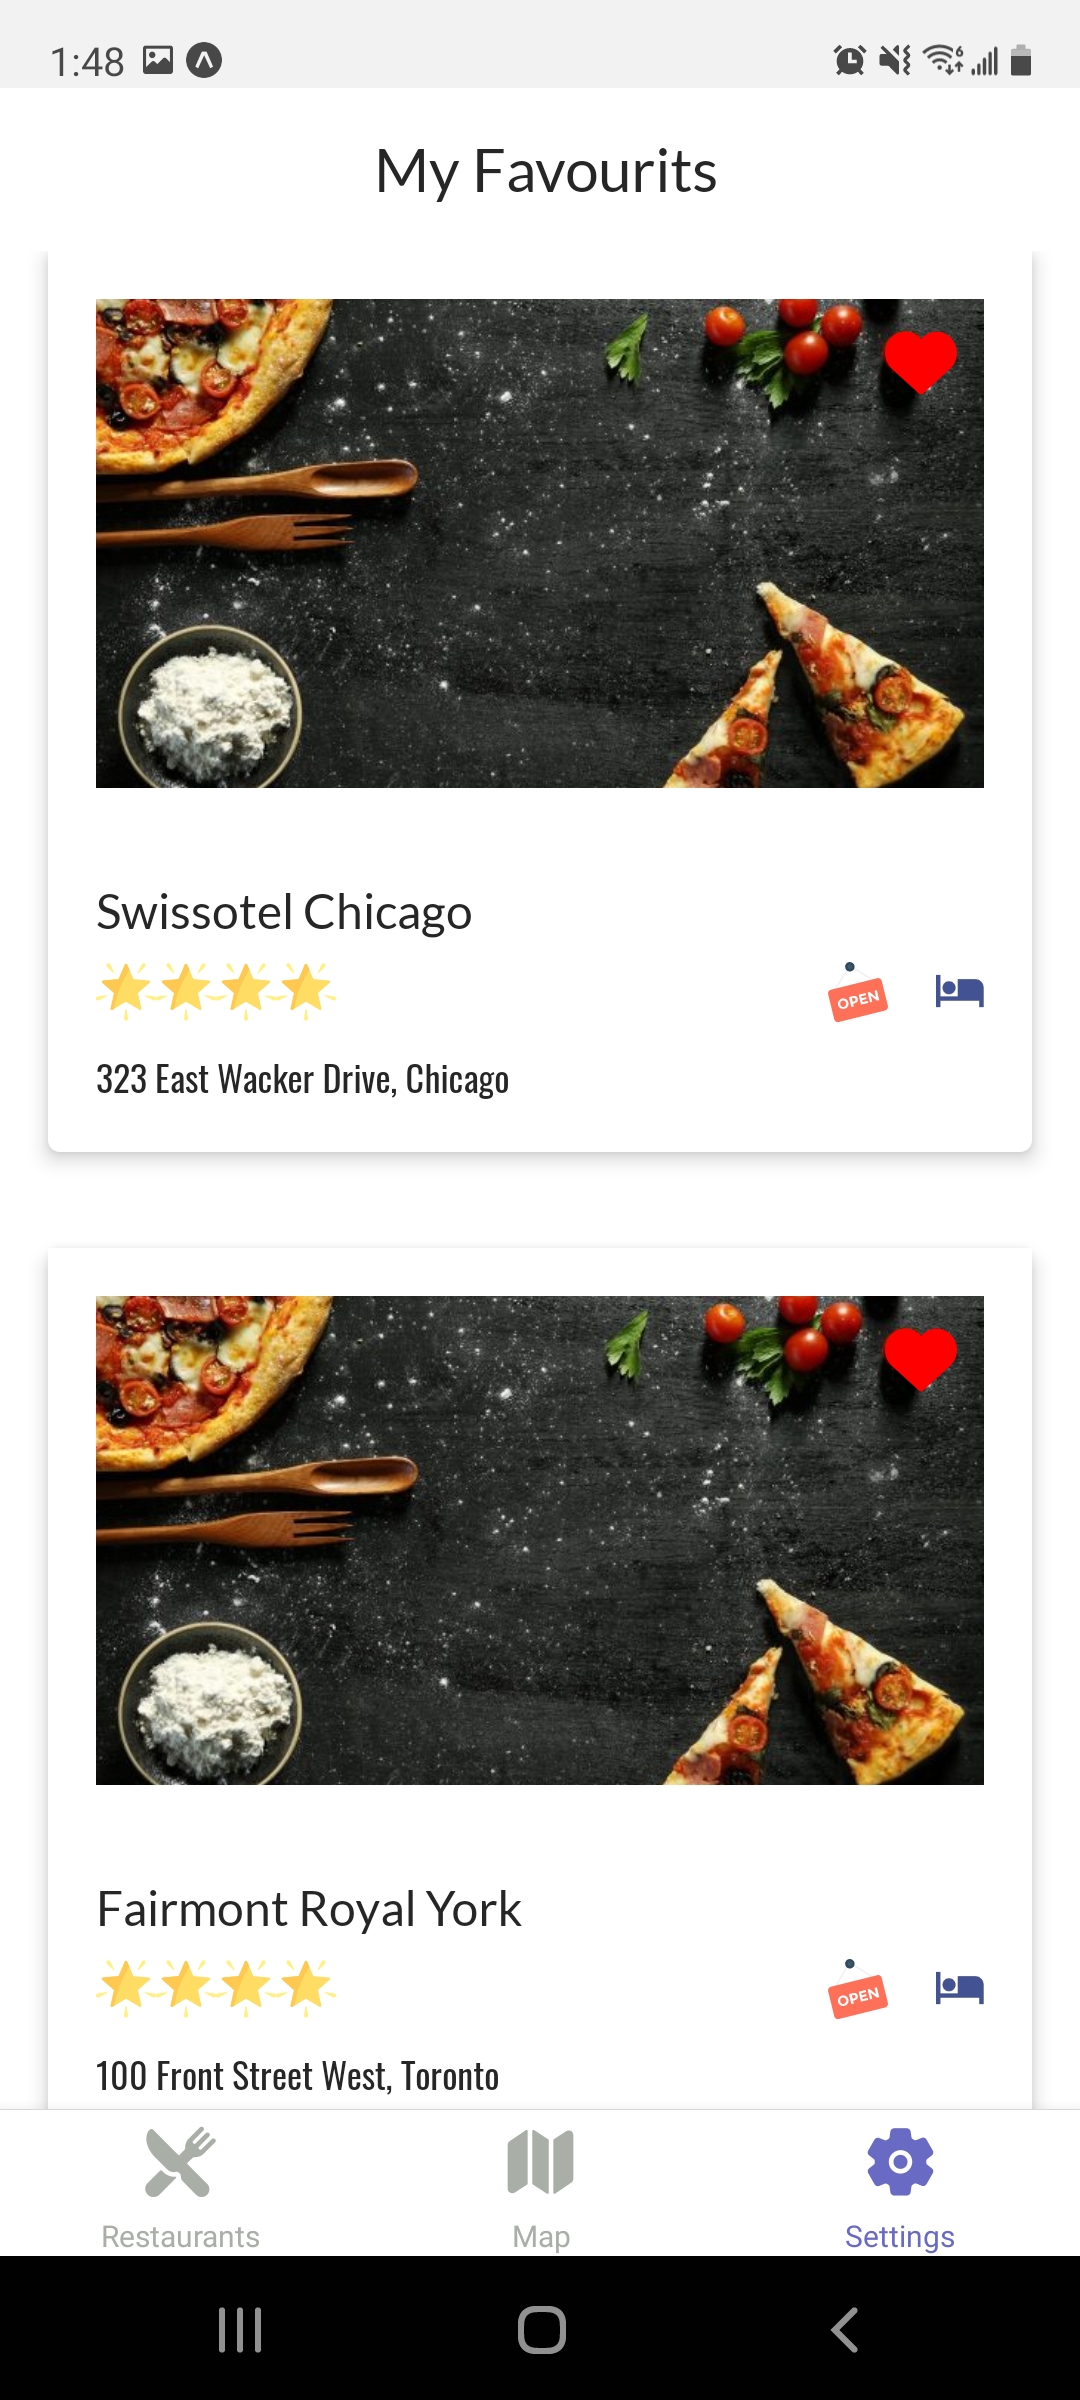 1:48
My Favourits
Swissotel Chicago
OPEN
323 East Wacker Drive, Chicago
Fairmont Royal York
OPEN
100 Front Street West, Toronto
Restaurants
Map
Settings